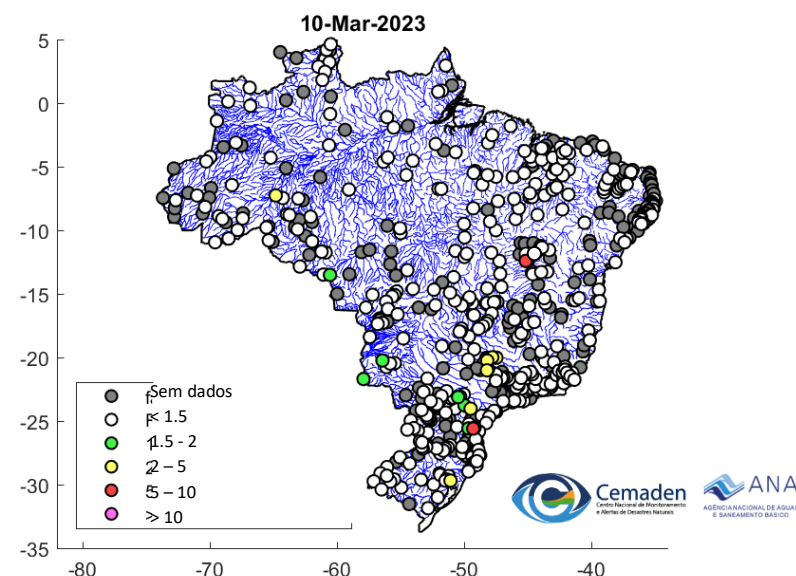 10-Mar-2023
5
0
-5
-10
-15
-20
-25
-30
-35
-80
-70
-60
-50
-40
Sem dados
< 1.5
1.5 - 2
2 – 5
5 – 10
> 10
Cemaden
Centro Nacional de Monitoramento
e Alertas de Desastres Naturais
ANA
AGÊNCIA NACIONAL DE ÁGUAS
E SANEAMENTO BÁSICO